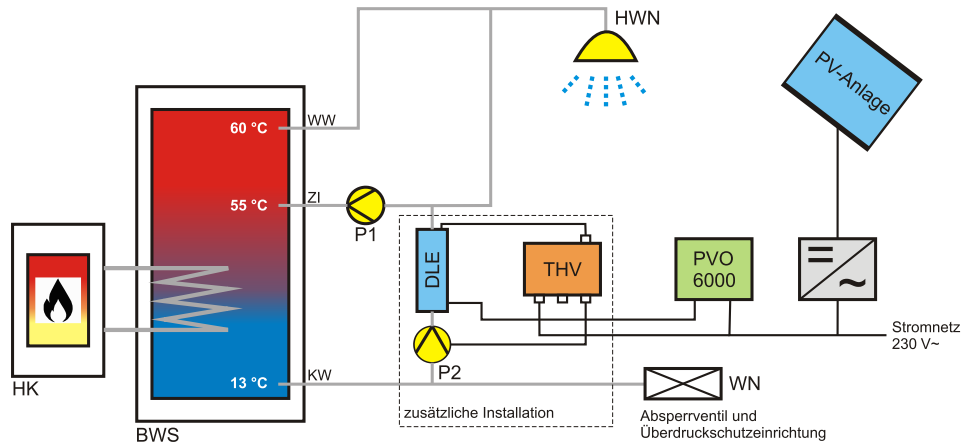 HWN
PV-Anlage
60 °C
WW
55 °C
ZI
P1
DLE
THV
PVO
6000
P2
Stromnetz
230 V~
HK
13 °C
KW
WN
zusätzliche Installation
Absperrventil und
Überdruckschutzeinrichtung
BWS